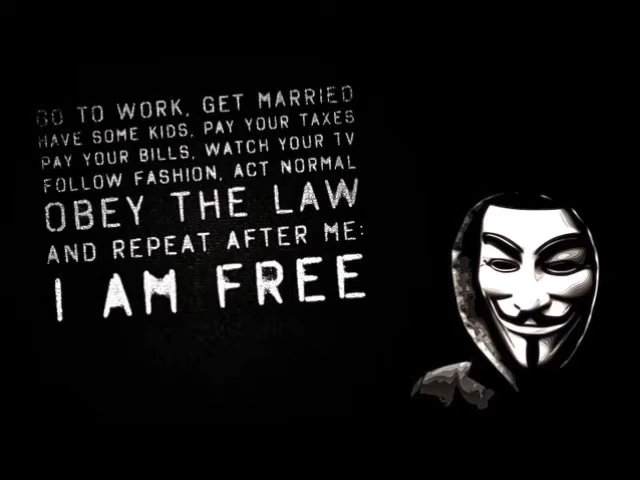 GO TO WORK, GET MARRIED
HAVE SOME KIDS, PAY YOUR TAXES
PAY YOUR BILLS, WATCH YOUR TV
FOLLOW FASHION, ACT NORMAL
OBEY THE LAW
AND REPEAT AFTER ME:
I AM FREE